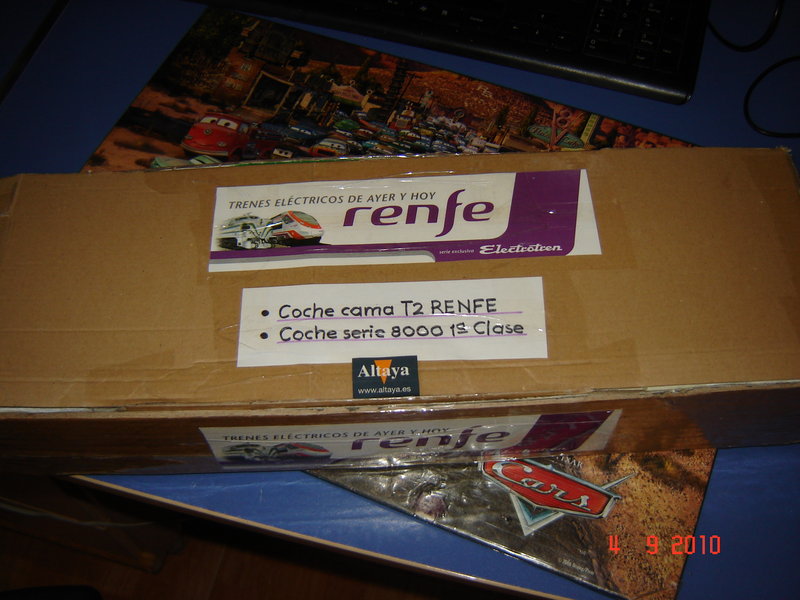 TRENES ELÉCTRICOS DE AYER Y HOY
renfe
serie exclusiva Electrotren
• Coche cama T2 RENFE
• Coche serie 8000 1ª Clase
Altaya
www.altaya.es
TRENES ELÉCTRICOS DE AYER Y HOY
renfe
Cars
4 9 2010